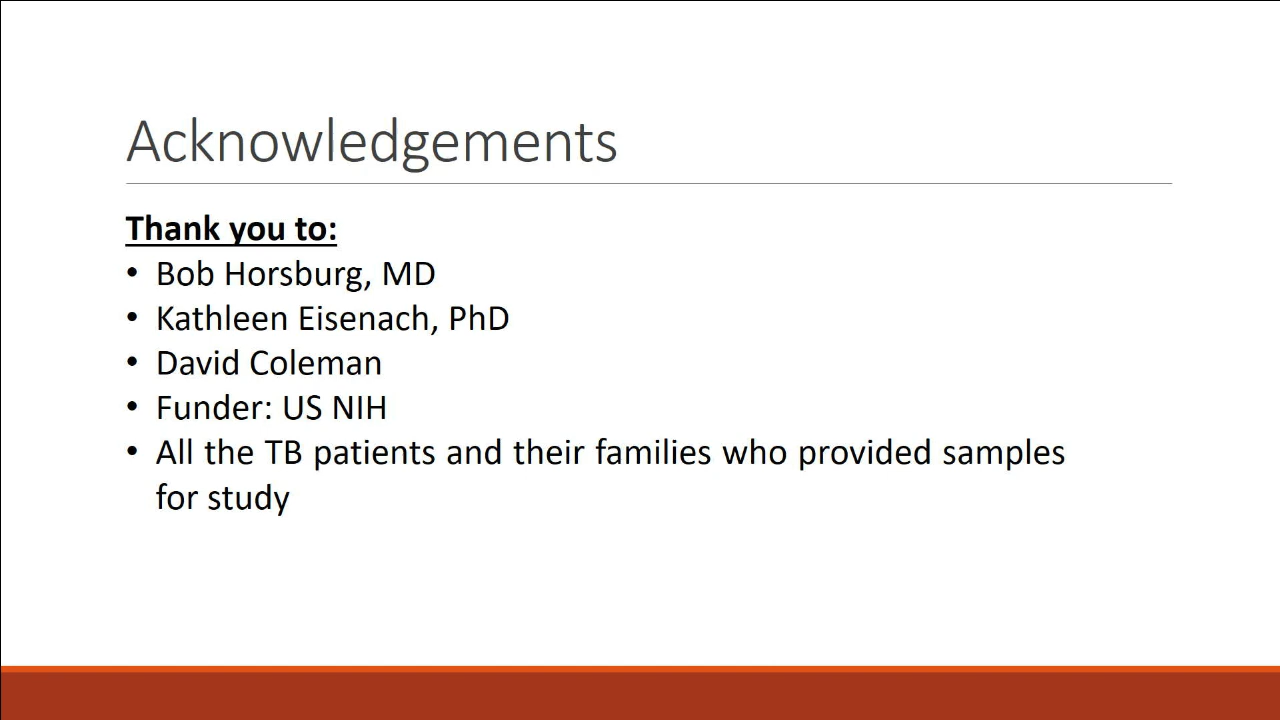 Acknowledgements
Thank you to:
• Bob Horsburg, MD
• Kathleen Eisenach, PhD
• David Coleman
• Funder: US NIH
• All the TB patients and their families who provided samples
for study